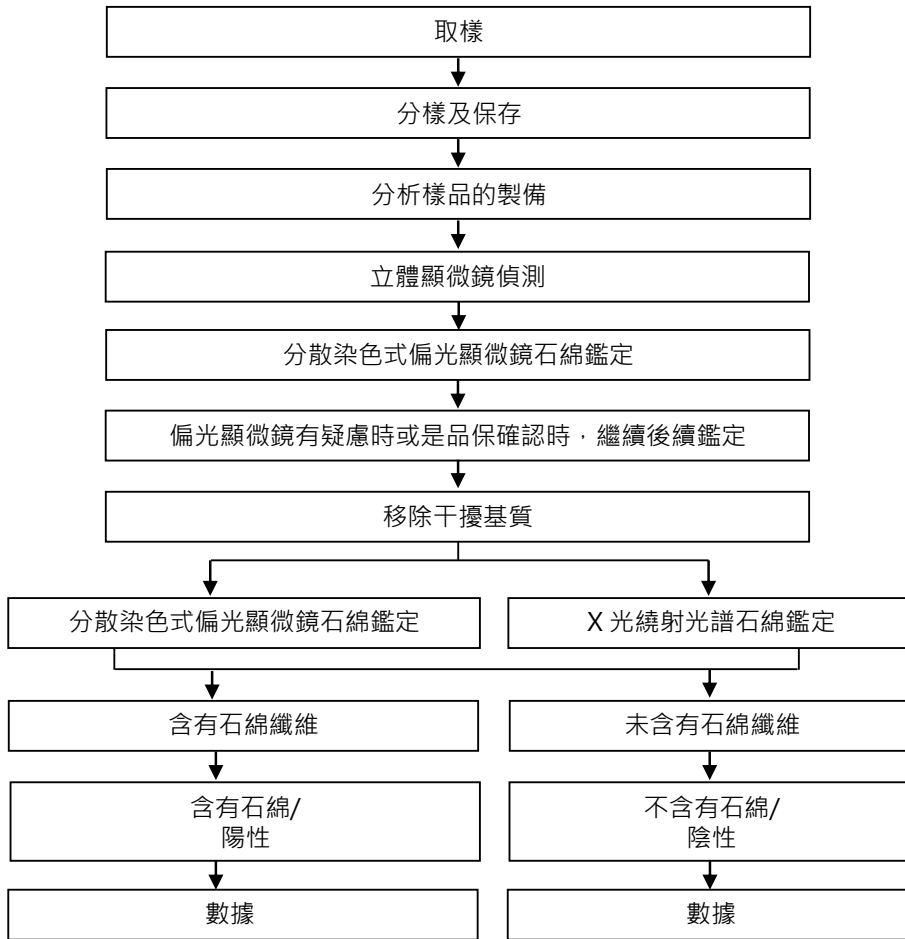 取樣
分樣及保存
分析樣品的製備
立體顯微鏡偵測
分散染色式偏光顯微鏡石綿鑑定
偏光顯微鏡有疑慮時或是品保確認時，繼續後續鑑定
移除干擾基質
分散染色式偏光顯微鏡石綿鑑定
X 光繞射光譜石綿鑑定
含有石綿纖維
未含有石綿纖維
含有石綿/
陽性
不含有石綿/
陰性
數據
數據